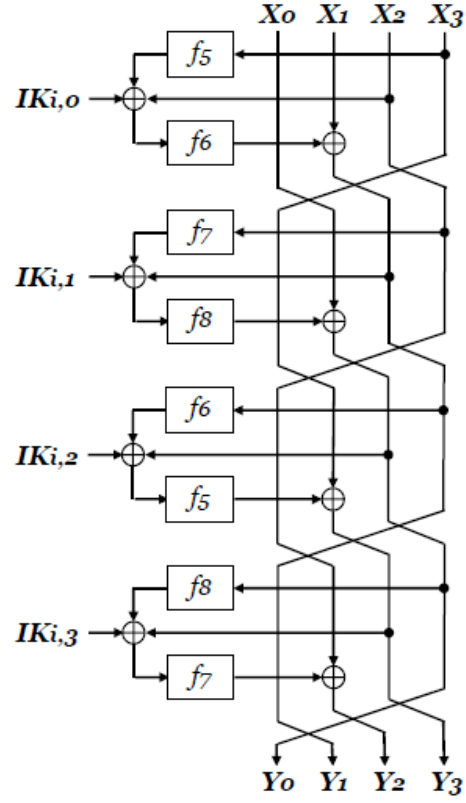 X0 X1 X2 X3
f5
IKi,0
f6
f7
IKi,1
f8
f6
IKi,2
f5
f8
IKi,3
f7
Y0 Y1 Y2 Y3